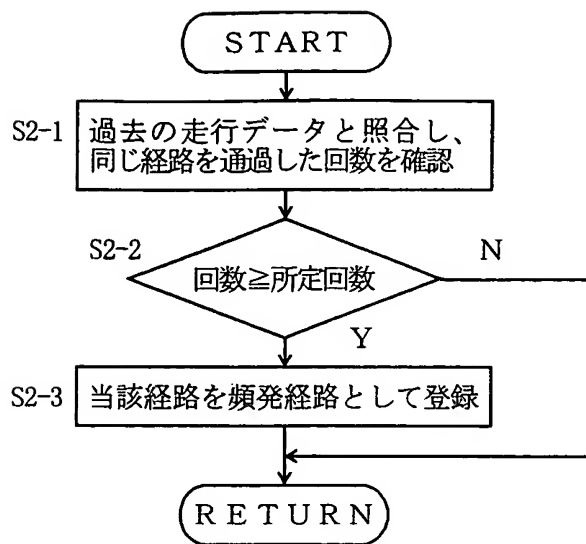 START
S2-1
過去の走行データと照合し、
同じ経路を通過した回数を確認
S2-2
回数≧所定回数
N
Y
S2-3
当該経路を頻発経路として登録
RETURN